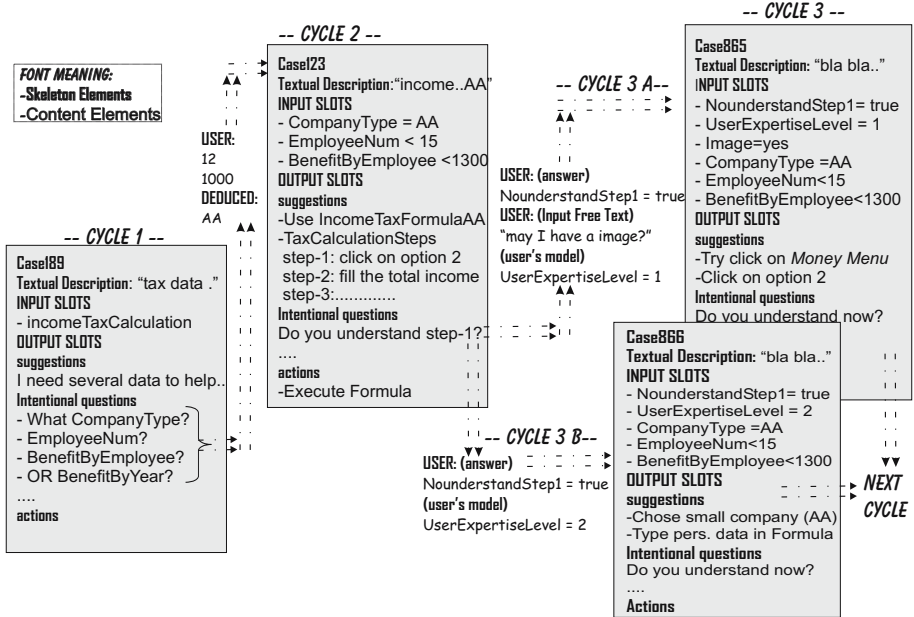 FONT MEANING:
-Skeleton Elements
-Content Elements
-- CYCLE 1 --
Case189
Textual Description: "tax data ."
INPUT SLOTS
- incomeTaxCalculation
OUTPUT SLOTS
suggestions
I need several data to help..
Intentional questions
- What CompanyType?
- EmployeeNum?
- BenefitByEmployee?
- OR BenefitByYear?
....
actions
USER:
12
1000
DEDUCED:
AA
-- CYCLE 2 --
Case123
Textual Description:"income..AA"
INPUT SLOTS
- CompanyType = AA
- EmployeeNum < 15
- BenefitByEmployee <1300
OUTPUT SLOTS
suggestions
-Use IncomeTaxFormulaAA
-TaxCalculationSteps
step-1: click on option 2
step-2: fill the total income
step-3:.............
Intentional questions
Do you understand step-1?
....
actions
-Execute Formula
-- CYCLE 3 A--
USER: (answer)
NounderstandStep1 = true
USER: (Input Free Text)
"may I have a image?"
(user's model)
UserExpertiseLevel = 1
-- CYCLE 3 B--
USER: (answer)
NounderstandStep1 = true
(user's model)
UserExpertiseLevel = 2
-- CYCLE 3 --
Case865
Textual Description: "bla bla.."
INPUT SLOTS
- NounderstandStep1= true
- UserExpertiseLevel = 1
- Image=yes
- CompanyType =AA
- EmployeeNum<15
- BenefitByEmployee<1300
OUTPUT SLOTS
suggestions
-Try click on Money Menu
-Click on option 2
Intentional questions
Do you understand now?
Case866
Textual Description: "bla bla.."
INPUT SLOTS
- NounderstandStep1= true
- UserExpertiseLevel = 2
- CompanyType =AA
- EmployeeNum<15
- BenefitByEmployee<1300
OUTPUT SLOTS
suggestions
-Chose small company (AA)
-Type pers. data in Formula
Intentional questions
Do you understand now?
....
Actions
NEXT
CYCLE